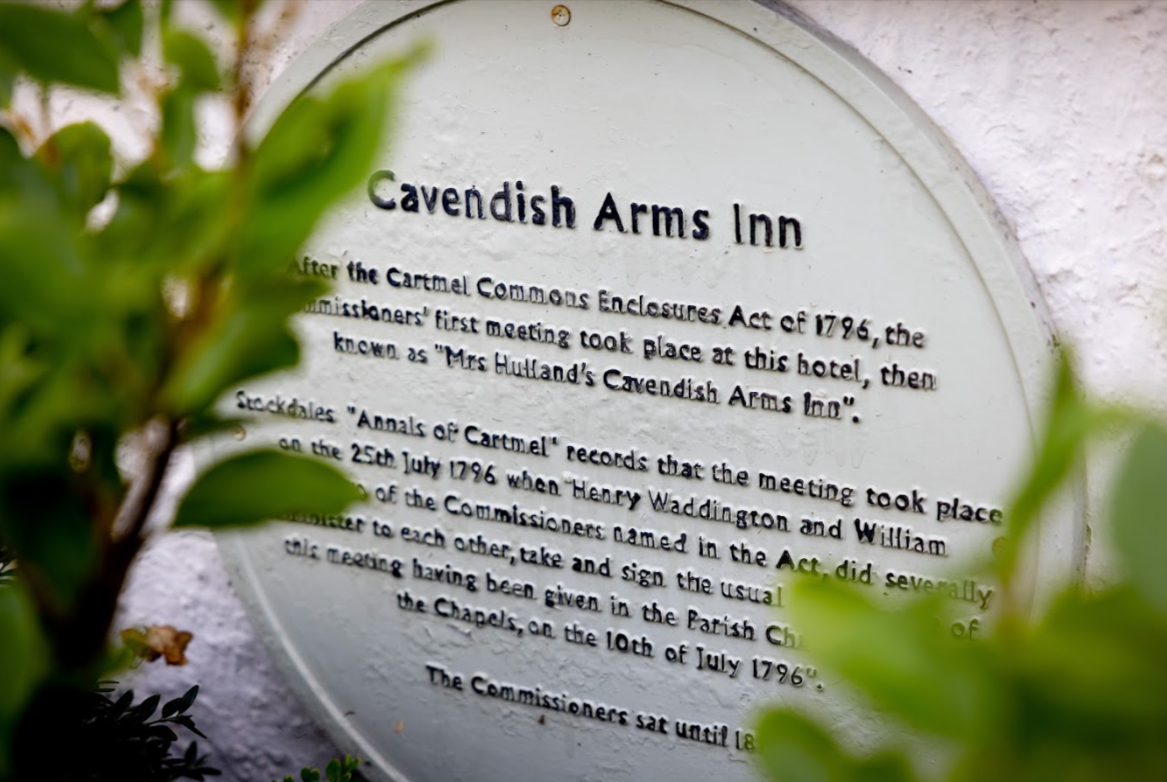 Cavendish Arms Inn
After the Cartmel Commons Enclosures Act of 1796, the
missioners' first meeting took place at this hotel, then
known as "Mrs Hulland's Cavendish Arms Inn".
Stockdales "Annals of Cartmel" records that the meeting took place
on the 25th July 1796 when Henry Waddington and William
of the Commissioners named in the Act, did severally
to each other, take and sign the usual
this meeting having been given in the Parish of
the Chapels, on the 10th of July 1796".
The Commissioners sat until